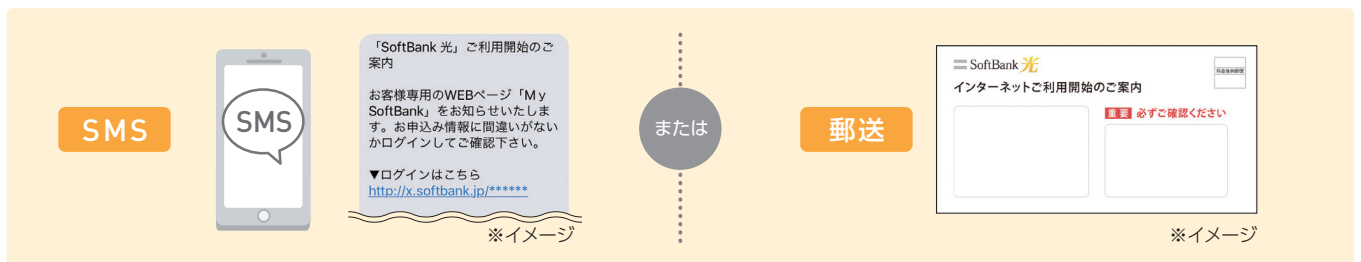 SMS
SMS
「SoftBank 光」ご利用開始のご
案内
お客様専用のWEBページ「My
SoftBank」をお知らせいたしま
す。お申込み情報に間違いがない
かログインしてご確認下さい。
▼ログインはこちら
http://x.softbank.jp/******
※イメージ
または
郵送
SoftBank 光
料金後納郵便
インターネットご利用開始のご案内
重要 必ずご確認ください
※イメージ